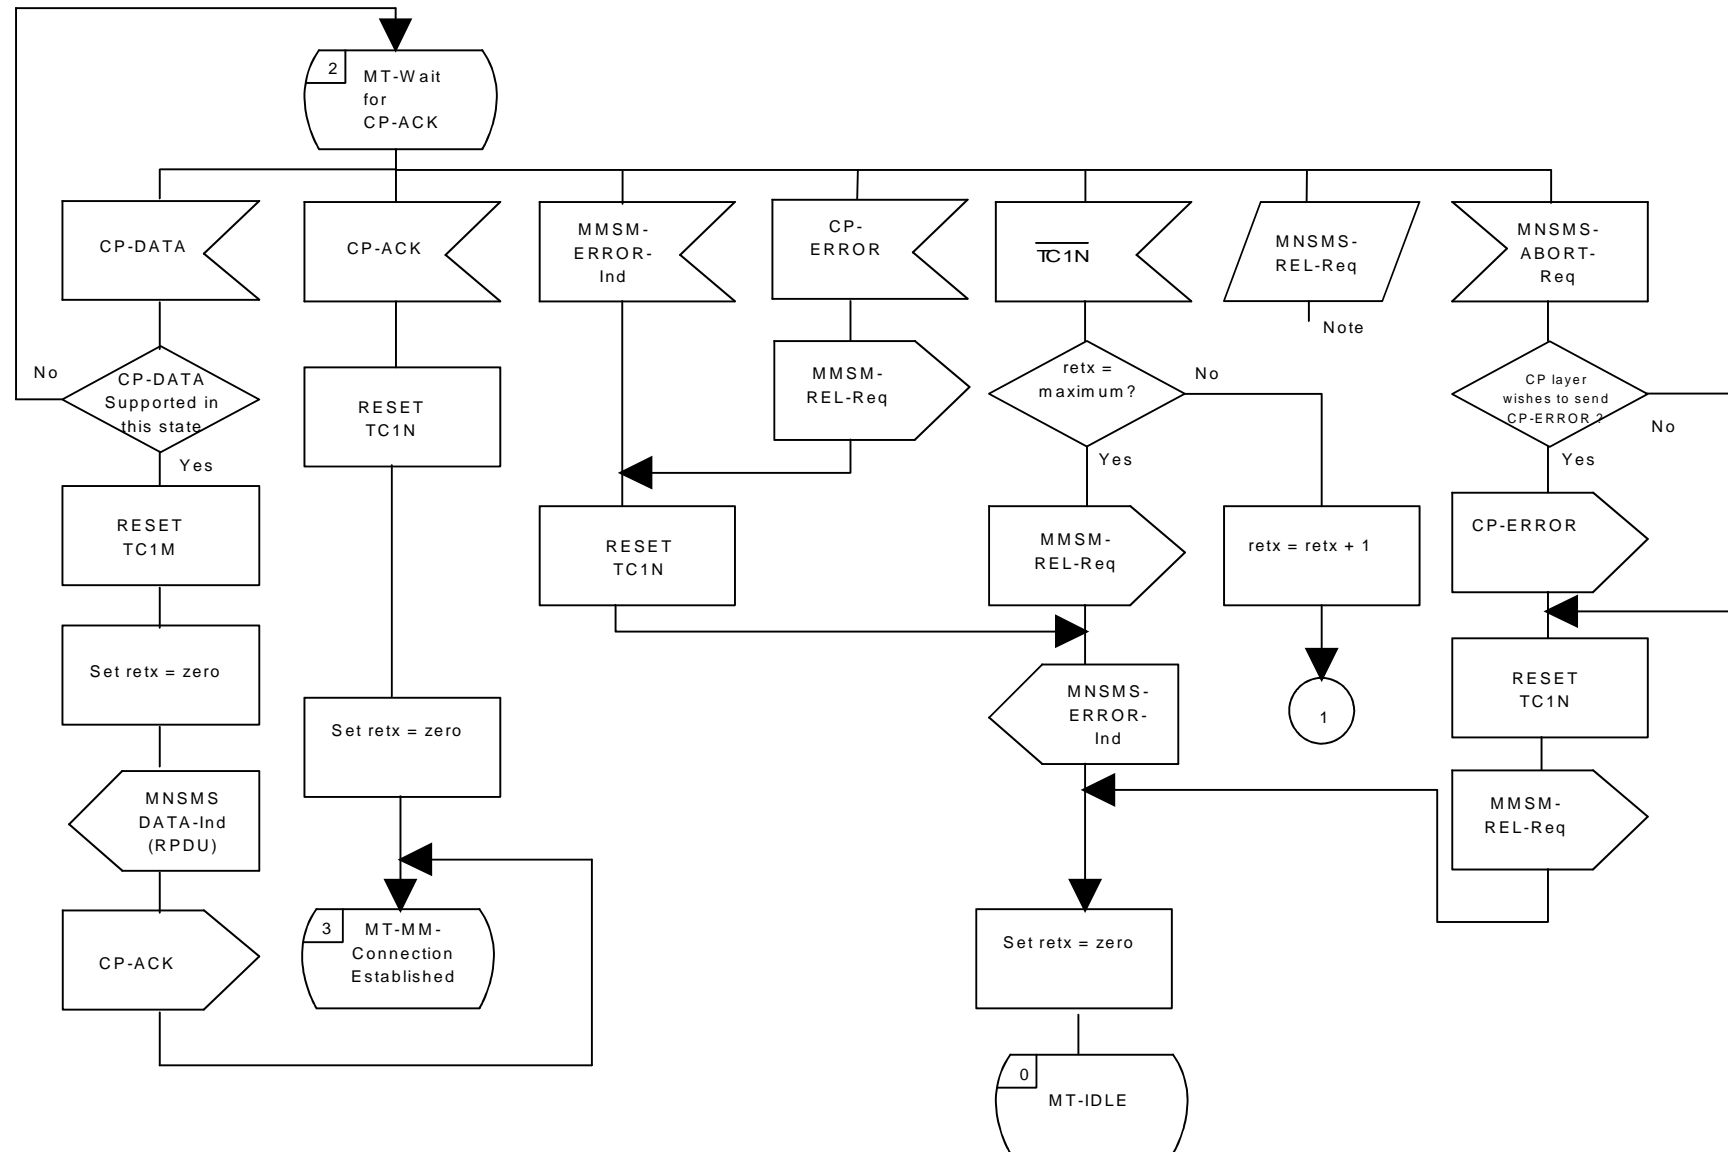 2
MT-Wait
for
CP-ACK
CP-DATA
CP-ACK
MMSM-
ERROR-
Ind
CP-
ERROR
TC1N
MNSMS-
REL-Req
Note
MNSMS-
ABORT-
Req
No
CP-DATA
Supported in
this state
Yes
RESET
TC1N
MMSM-
REL-Req
retx =
maximum?
No
Yes
CP layer
wishes to send
CP-ERROR ?
No
Yes
RESET
TC1M
RESET
TC1N
MMSM-
REL-Req
retx = retx + 1
CP-ERROR
Set retx = zero
Set retx = zero
MNSMS-
ERROR-
Ind
1
RESET
TC1N
MNSMS
DATA-Ind
(RPDU)
MMSM-
REL-Req
CP-ACK
3
MT-MM-
Connection
Established
Set retx = zero
0
MT-IDLE